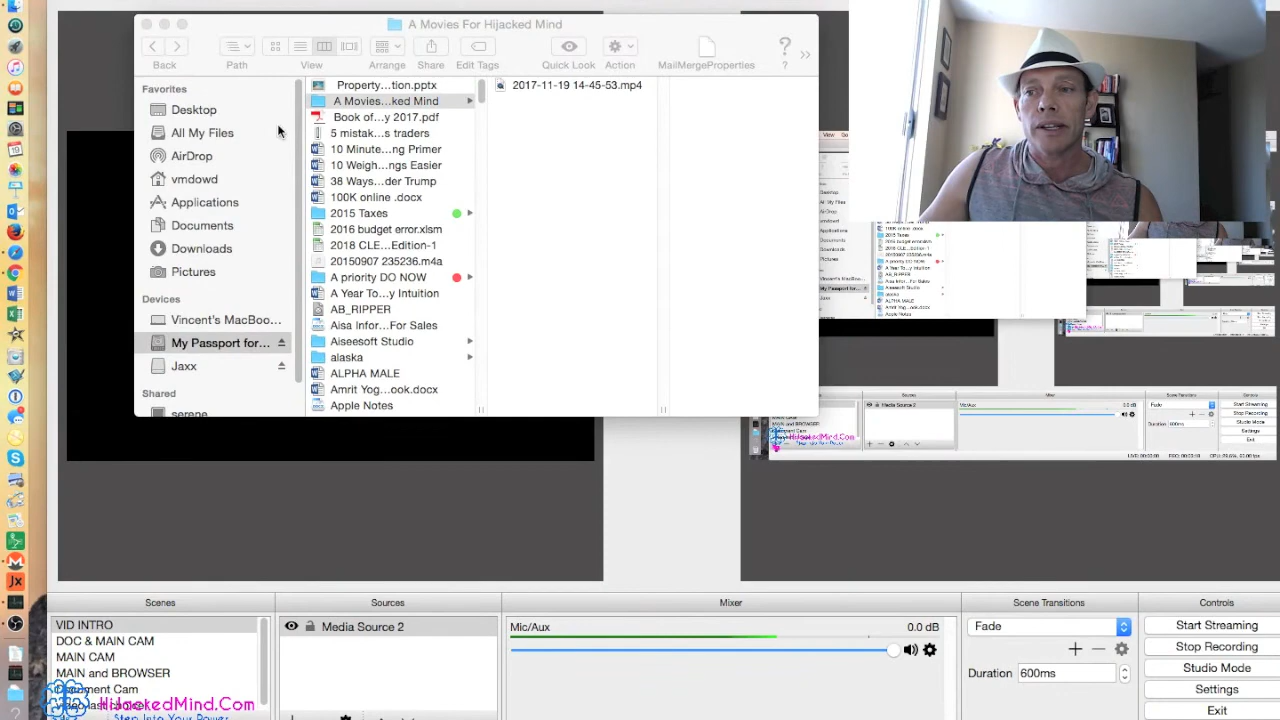 A Movies For Hijacked Mind
Back
Path
View
Arrange
Share
Edit Tags
Quick Look
Action
MailMergeProperties
?
?
Favorites
Desktop
All My Files
AirDrop
vmdowd
Applications
Documents
Downloads
Pictures
Devices
Vincent's MacBoo...
My Passport for...
Jaxx
Shared
serene
Property...tion.pptx
A Movies...ked Mind
Book of...y 2017.pdf
5 mistak...s traders
10 Minute...ng Primer
10 Weigh...ngs Easier
38 Ways...der Trump
100K online .docx
2015 Taxes
2016 budget error.xlsm
2018 CLE...Edition-1
20150907 235236.m4a
A priority DO NOW
A Year To...y Intuition
AB_RIPPER
Aisa Infor...For Sales
Aiseesoft Studio
alaska
ALPHA MALE
Amrit Yog...ook.docx
Apple Notes
2017-11-19 14-45-53.mp4
Scenes
VID INTRO
DOC & MAIN CAM
MAIN CAM
MAIN and BROWSER
Document Cam
HiJackedMind.Com
Step Into Your Power
Sources
Media Source 2
Mixer
Mic/Aux
0.0 dB
Scene Transitions
Fade
Duration
600ms
Controls
Start Streaming
Stop Recording
Studio Mode
Settings
Exit